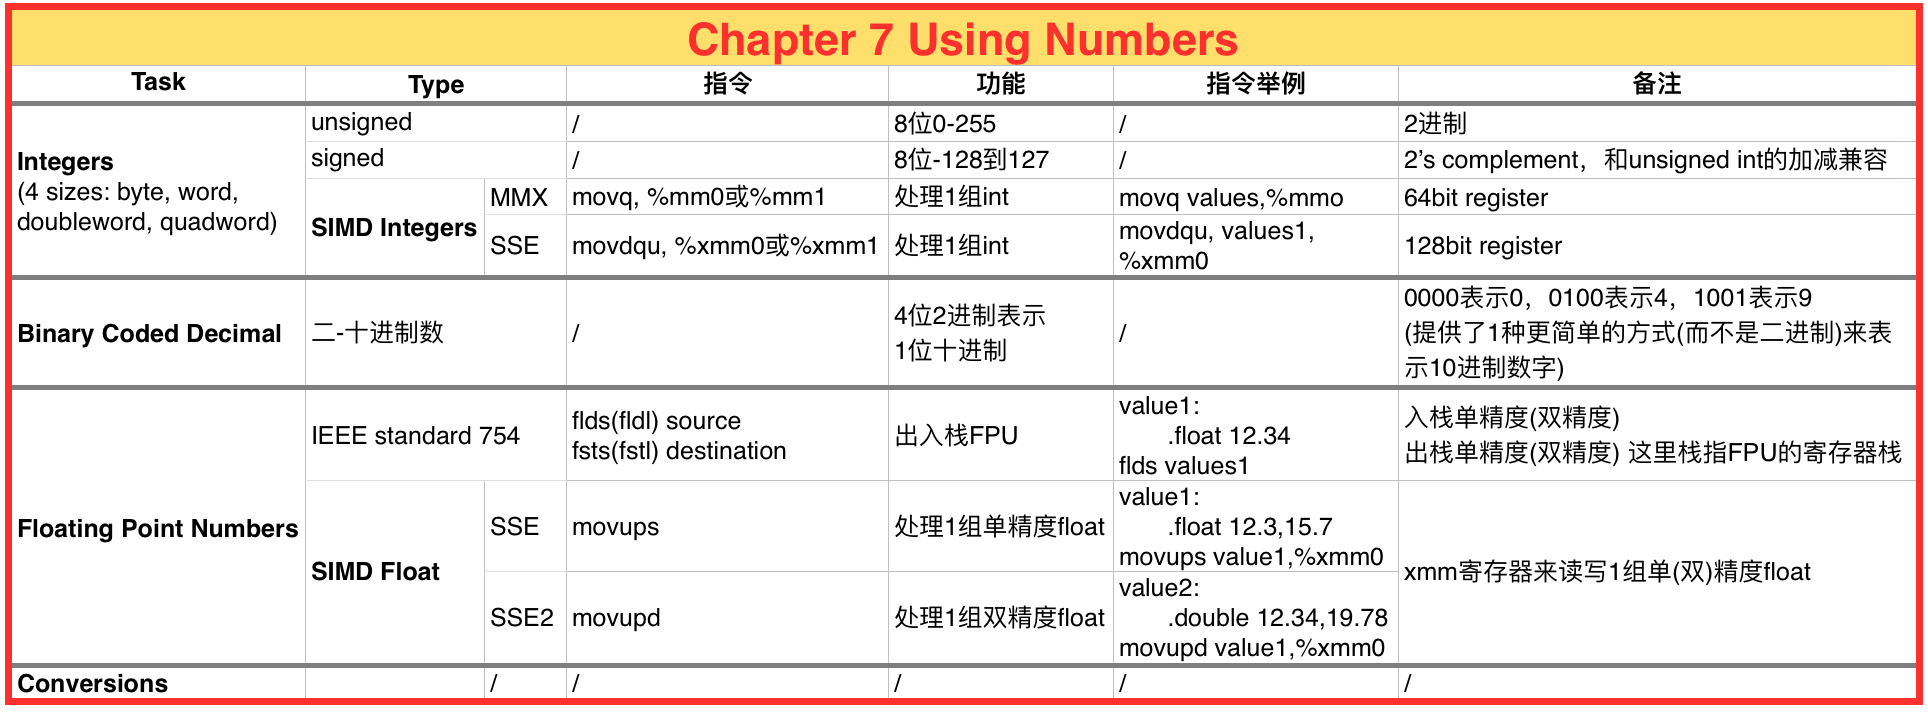 Chapter 7 Using Numbers
Task Type 指令 功能 指令举例 备注
Integers
(4 sizes: byte, word,
doubleword, quadword)
unsigned / 8位0-255 / 2进制
signed / 8位-128到127 / 2’s complement，和unsigned int的加减兼容
SIMD Integers
MMX movq, %mm0或%mm1 处理1组int movq values,%mmo 64bit register
SSE movdqu, %xmm0或%xmm1 处理1组int
movdqu, values1,
%xmm0
128bit register
Binary Coded Decimal 二-十进制数 /
4位2进制表示
1位十进制
/
0000表示0，0100表示4，1001表示9
(提供了1种更简单的方式(而不是二进制)来表
示10进制数字)
Floating Point Numbers
IEEE standard 754
flds(fldl) source
fsts(fstl) destination
出入栈FPU
value1:
.float 12.34
flds values1
入栈单精度(双精度)
出栈单精度(双精度) 这里栈指FPU的寄存器栈
SIMD Float
SSE movups 处理1组单精度float
value1:
.float 12.3,15.7
movups value1,%xmm0
SSE2 movupd 处理1组双精度float
value2:
.double 12.34,19.78
movupd value1,%xmm0
xmm寄存器来读写1组单(双)精度float
Conversions / / / / /